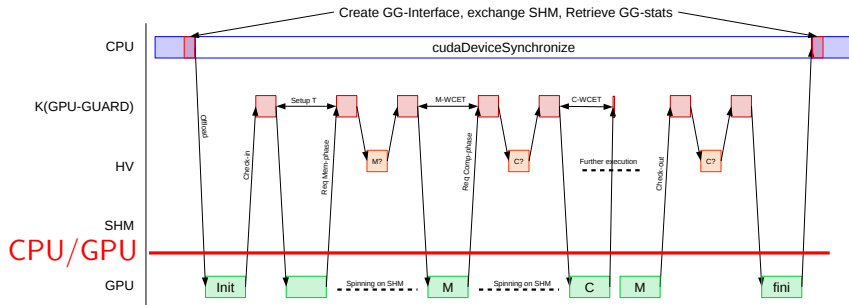 Create GG-Interface, exchange SHM, Retrieve GG-stats
CPU
cudaDeviceSynchronize
K(GPU-GUARD)
Setup T
M-WCET
C-WCET
Offload
Check-in
Req Mem-phase
Req Comp-phase
Check-out
HV
M?
C?
Further execution
C?
SHM
CPU/GPU
GPU
Init
Spinning on SHM
M
Spinning on SHM
C
M
fini